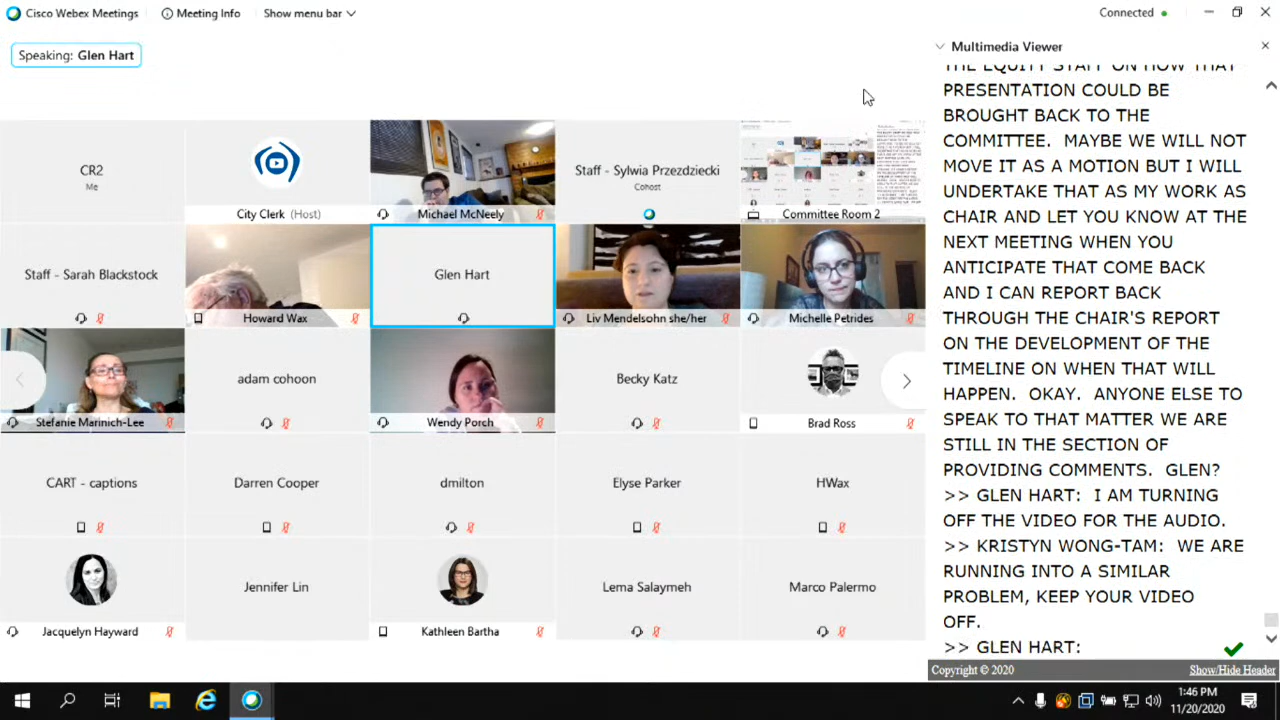 Cisco Webex Meetings
Meeting Info
Show menu bar
Connected
Speaking: Glen Hart
CR2
Me
City Clerk (Host)
Michael McNeely
Staff - Sylwia Przezdziecki
Cohost
Committee Room 2
Staff - Sarah Blackstock
Howard Wax
Glen Hart
Liv Mendelsohn she/her
Michelle Petrides
Stefanie Marinich-Lee
adam cohoon
Wendy Porch
Becky Katz
Brad Ross
CART - captions
Darren Cooper
dmilton
Elyse Parker
HWax
Jacquelyn Hayward
Jennifer Lin
Kathleen Bartha
Lema Salaymeh
Marco Palermo
Multimedia Viewer
THE EQUITY STAFF ON HOW THAT
PRESENTATION COULD BE
BROUGHT BACK TO THE
COMMITTEE. MAYBE WE WILL NOT
MOVE IT AS MOTION BUT I WILL
UNDERTAKE THAT AS MY WORK AS
CHAIR AND LET YOU KNOW AT THE
NEXT MEETING WHEN YOU
ANTICIPATE THAT COME BACK
AND I CAN REPORT BACK
THROUGH THE CHAIR'S REPORT
ON THE DEVELOPMENT OF THE
TIMELINE ON WHEN THAT WILL
HAPPEN. OKAY. ANYONE ELSE TO
SPEAK TO THAT MATTER WE ARE
STILL IN THE SECTION OF
PROVIDING COMMENTS. GLEN?
>> GLEN HART: I AM TURNING
OFF THE VIDEO FOR THE AUDIO.
>> KRISTYN WONG-TAM: WE ARE
RUNNING INTO A SIMILAR
PROBLEM, KEEP YOUR VIDEO
OFF.
>> GLEN HART:
Copyright © 2020
Show/Hide Header
1:46 PM
11/20/2020